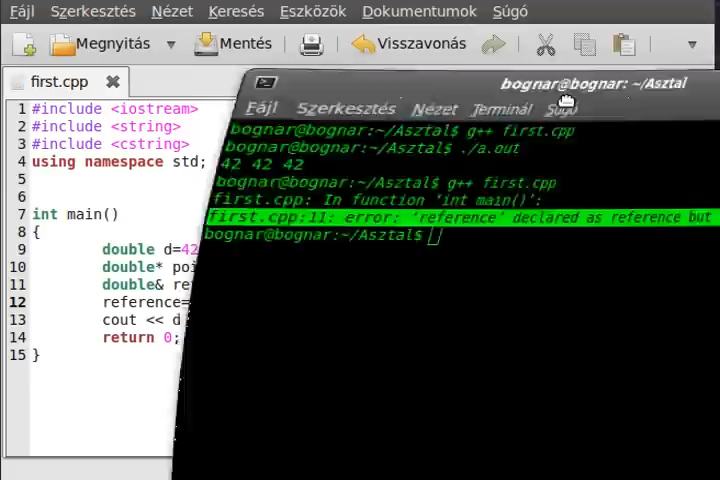 Fájl Szerkesztés Nézet Keresés Eszközök Dokumentumok Súgó
Megnyitás Mentés Visszavonás
first.cpp
1 #include <iostream>
2 #include <string>
3 #include <cstring>
4 using namespace std;
5
6
7 int main()
8 {
9 double d=42
10 double* poi
11 double& re
12 reference=
13 cout << d
14 return 0;
15 }
bognar@bognar: ~/Asztal
Fájl Szerkesztés Nézet Terminál Súgó
bognar@bognar:~/Asztal$ g++ first.cpp
bognar@bognar:~/Asztal$ ./a.out
42 42 42
bognar@bognar:~/Asztal$ g++ first.cpp
first.cpp: In function ‘int main()’:
first.cpp:11: error: ‘reference’ declared as reference but
bognar@bognar:~/Asztal$